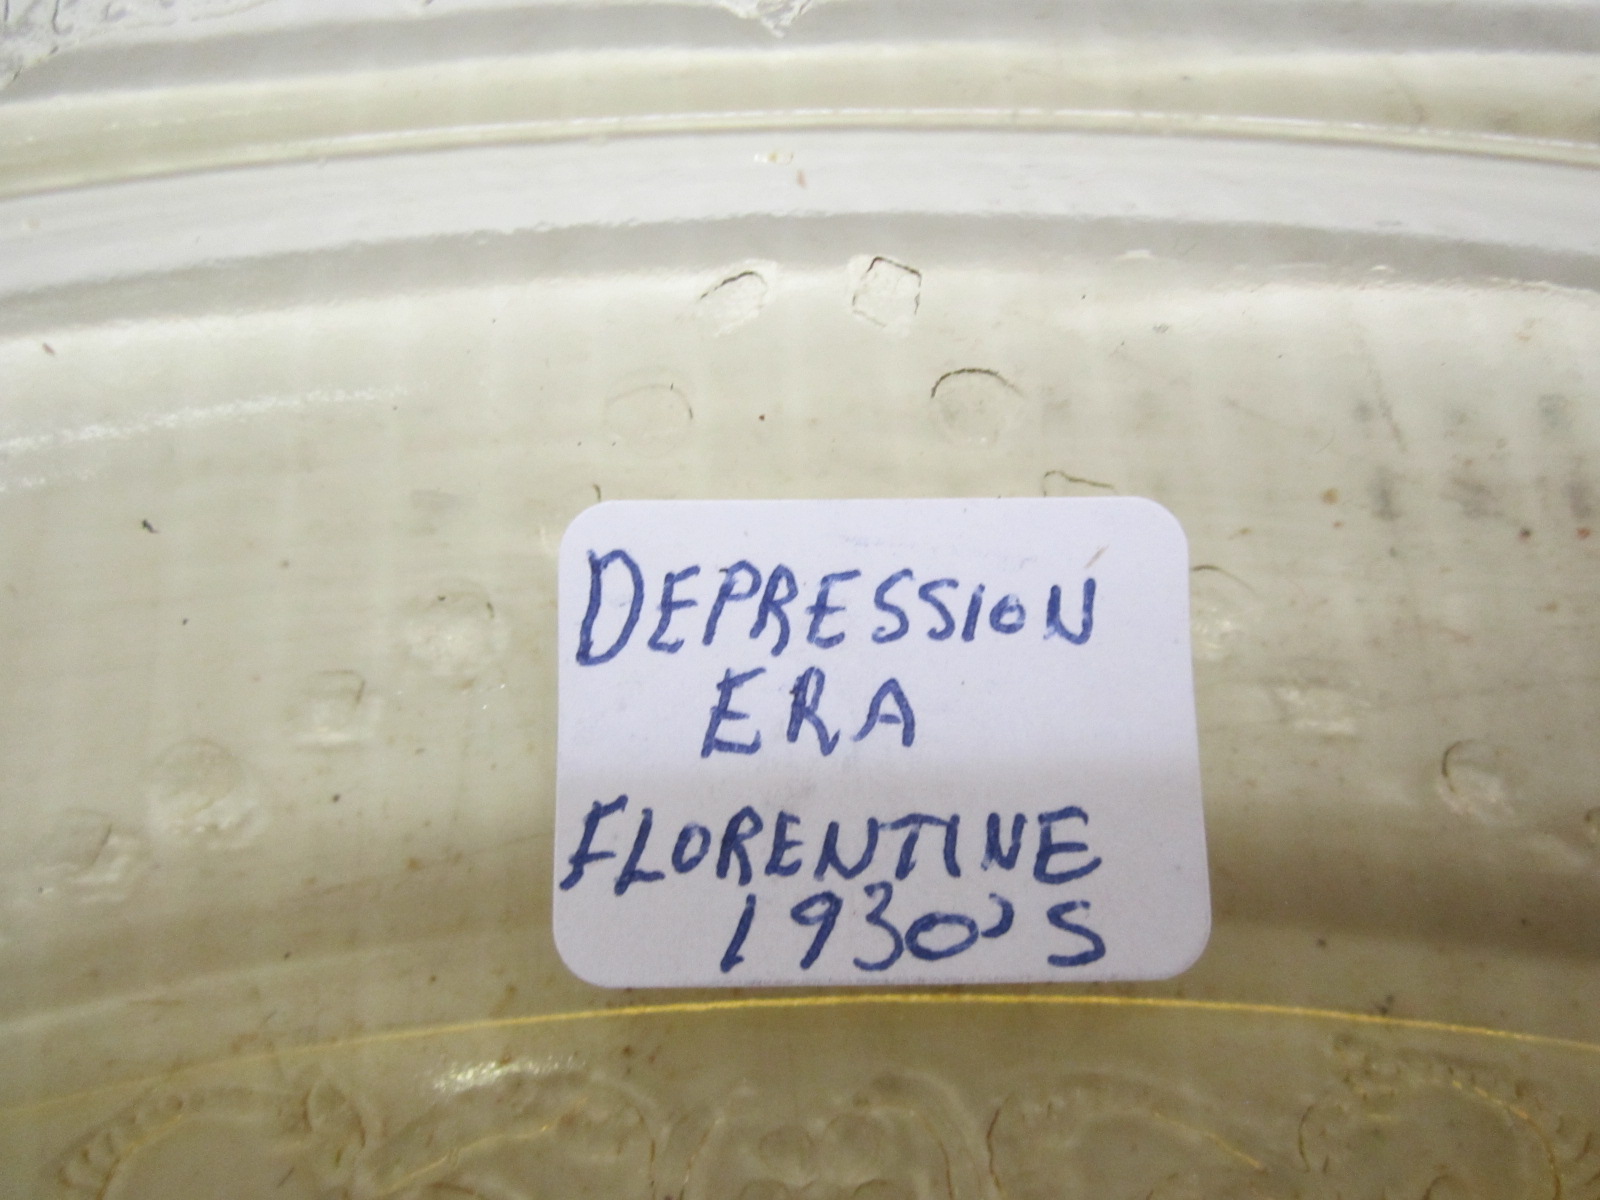 DEPRESSION
ERA
FLORENTINE
1930'S